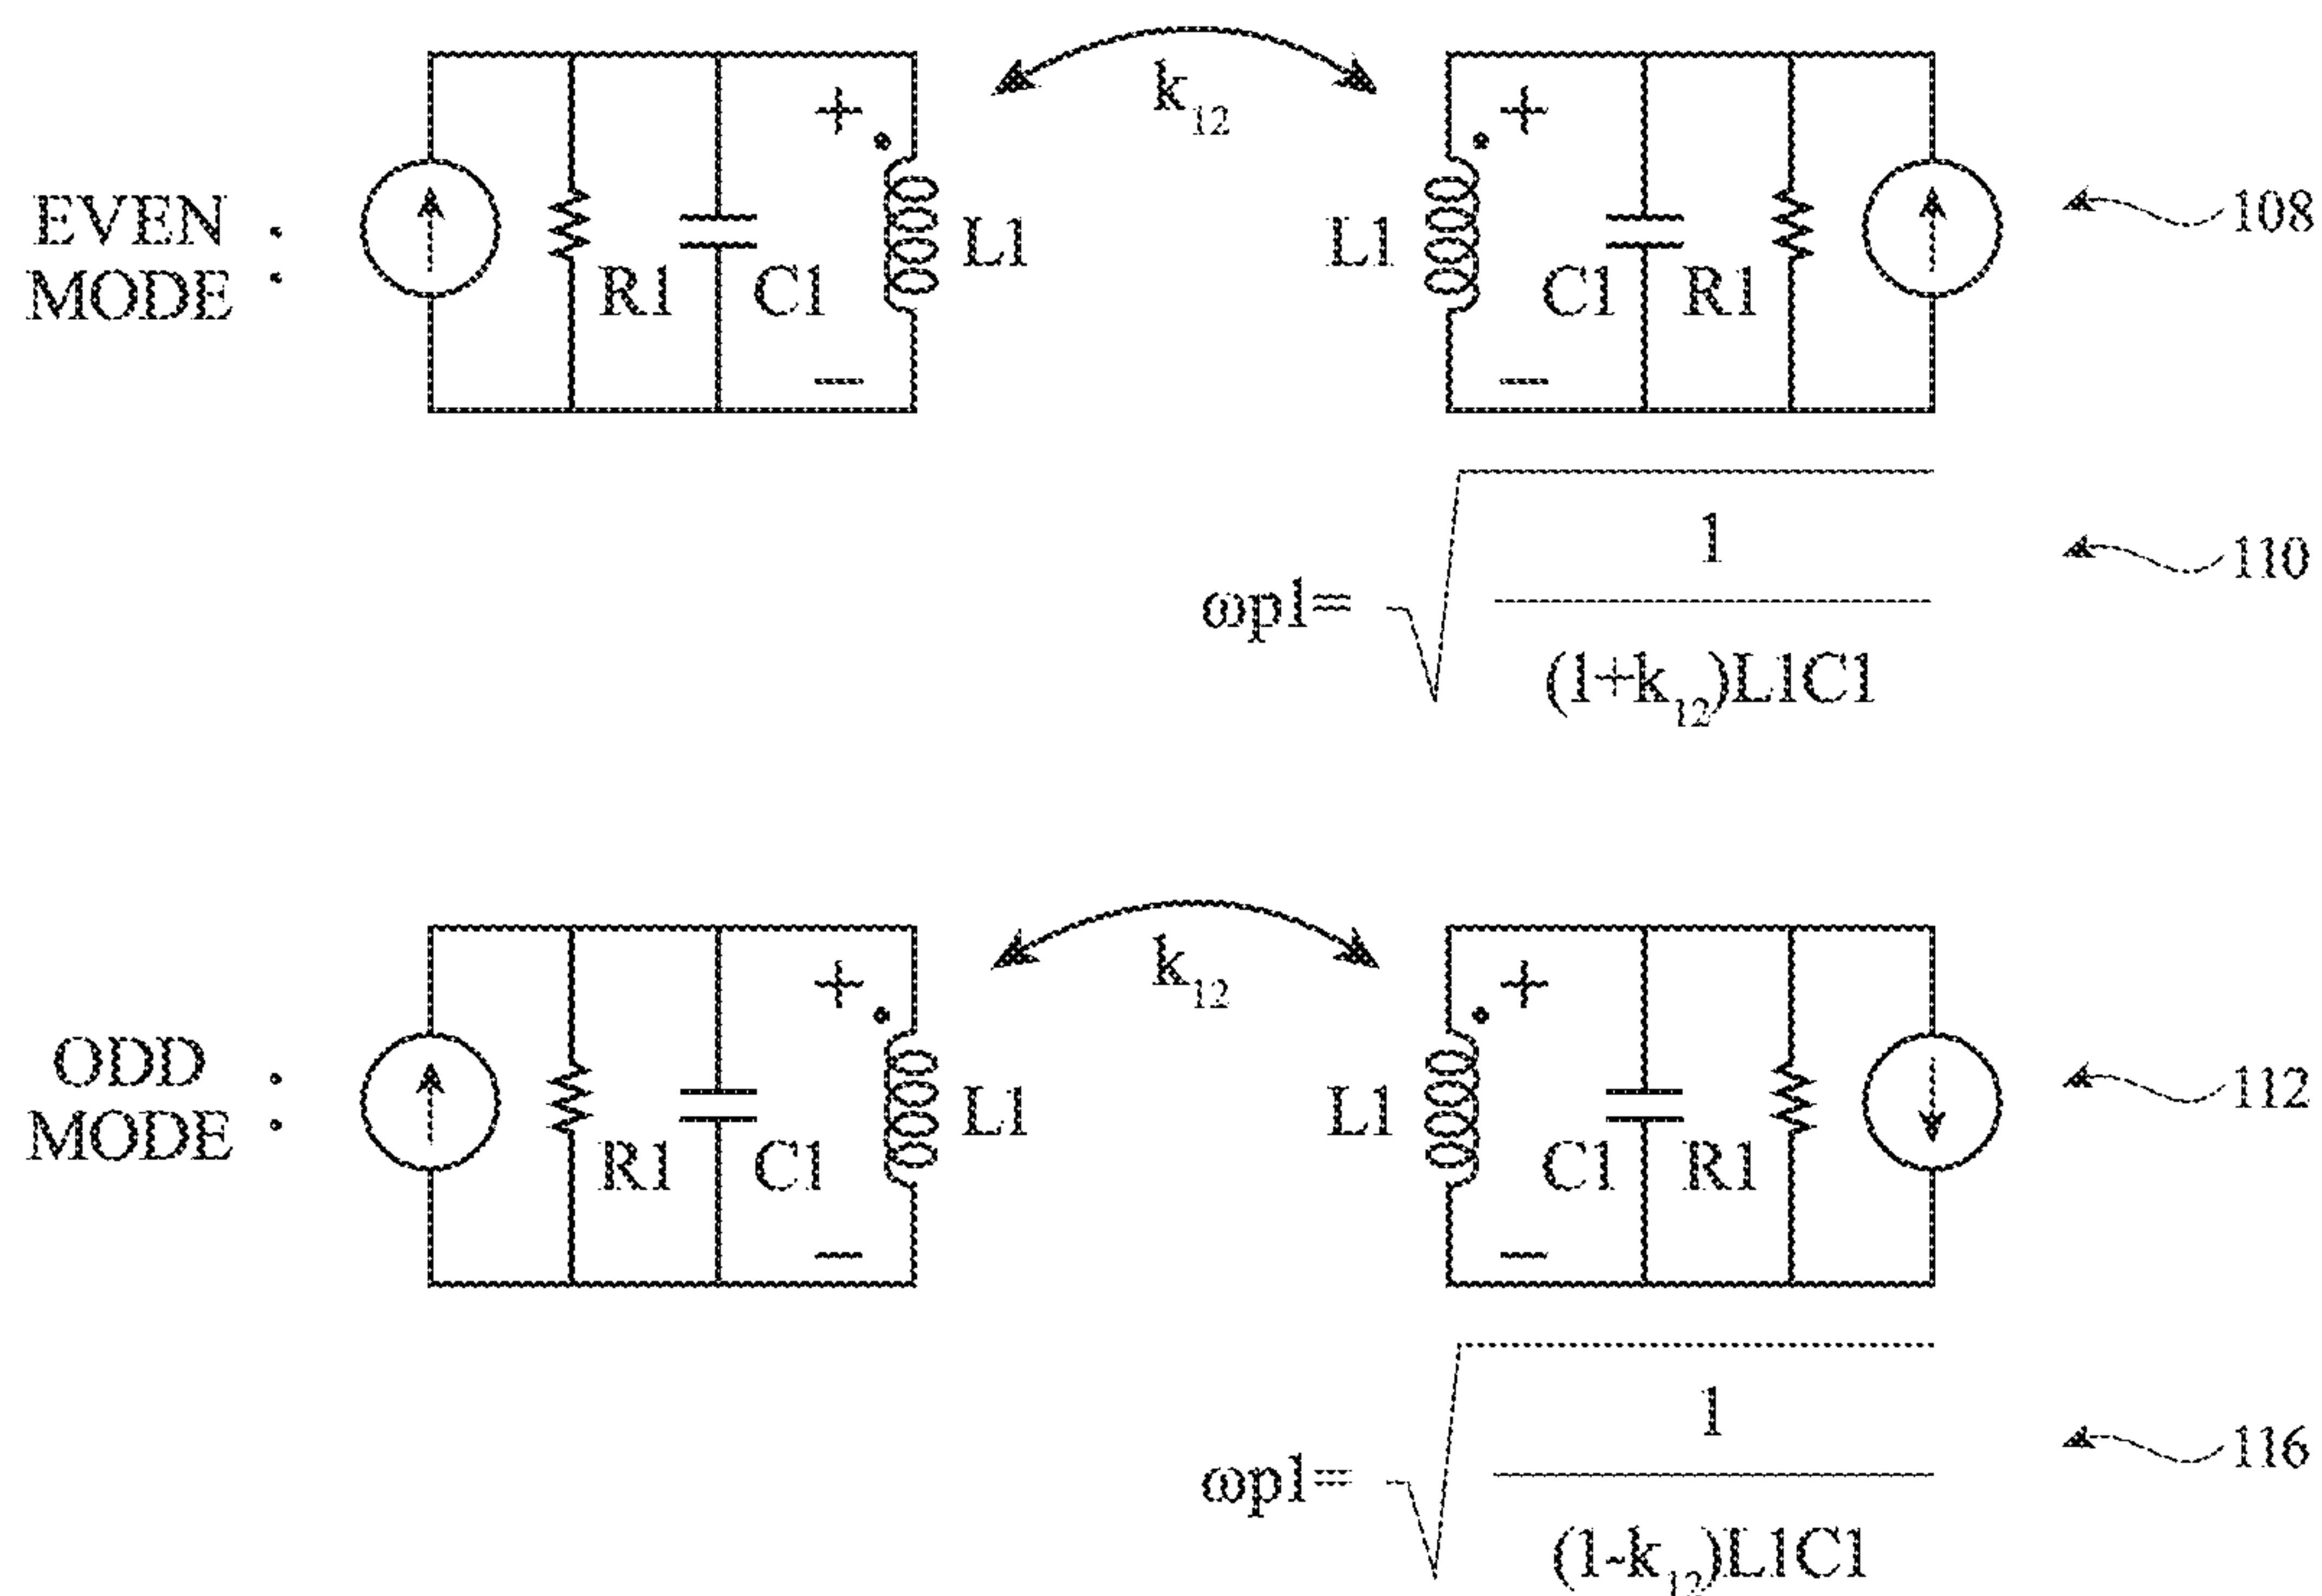 k₁₂
+ +
EVEN
MODE :
R1 C1 L1
L1 C1 R1
108
− −
ωp1= √ 1
(1+k₁₂)L1C1
110
k₁₂
+ +
ODD
MODE :
R1 C1 L1
L1 C1 R1
112
− −
ωp1= √ 1
(1-k₁₂)L1C1
116